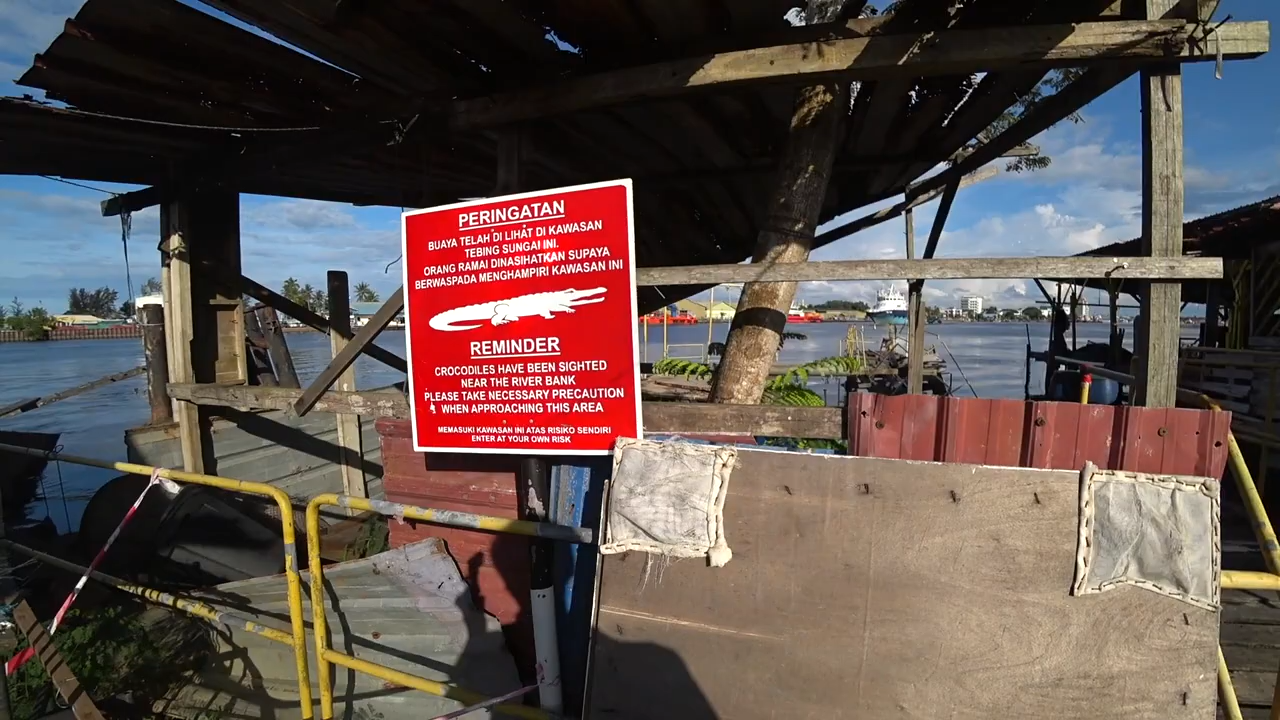 PERINGATAN
BUAYA TELAH DI LIHAT DI KAWASAN
TEBING SUNGAI INI.
ORANG RAMAI DINASIHATKAN SUPAYA
BERWASPADA MENGHAMPIRI KAWASAN INI
REMINDER
CROCODILES HAVE BEEN SIGHTED
NEAR THE RIVER BANK
PLEASE TAKE NECESSARY PRECAUTION
WHEN APPROACHING THIS AREA
MEMASUKI KAWASAN INI ATAS RISIKO SENDIRI
ENTER AT YOUR OWN RISK